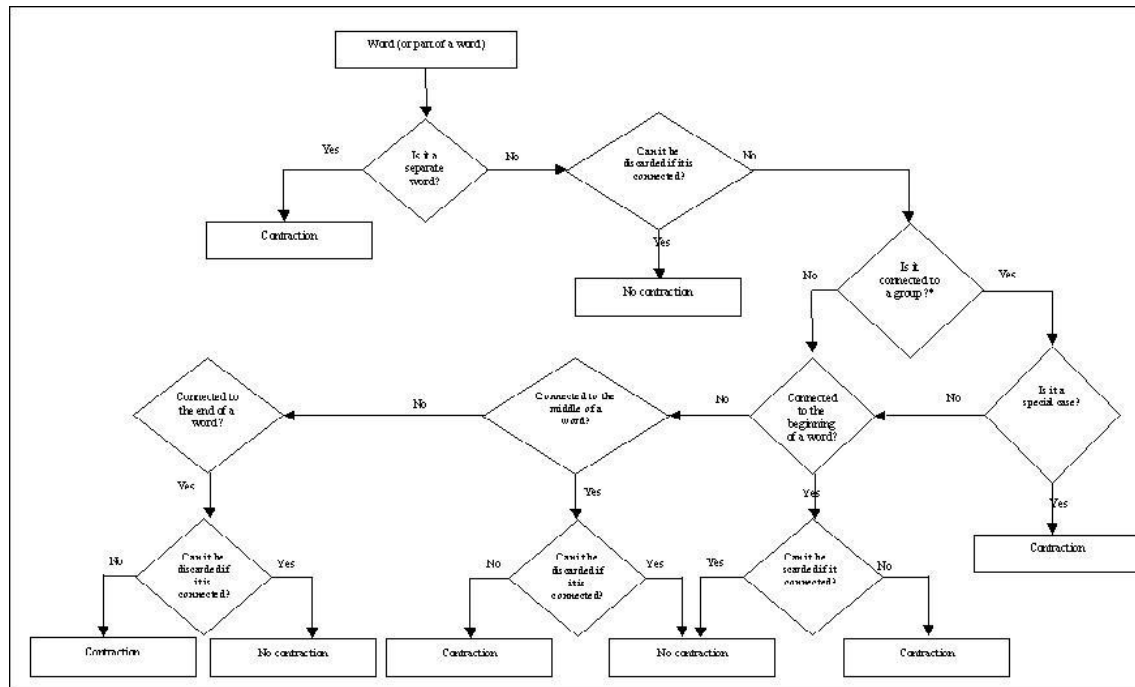 Word (or part of a word)
Is it a
separate
word?
Yes
No
Can it be
discarded if it is
connected?
No
Yes
Contraction
No contraction
Is it
connected to
a group?*
No
Yes
Is it a
special case?
No
Yes
Contraction
Connected
to the
beginning
of a word?
No
Yes
Connected to the
middle of a
word?
No
Yes
Connected to
the end of a
word?
Yes
Can it be
discarded if
it is
connected?
No
Yes
Can it be
discarded if
it is
connected?
No
Yes
Can it be
scarded if it
connected?
Yes
No
Contraction
No contraction
Contraction
No contraction
Contraction